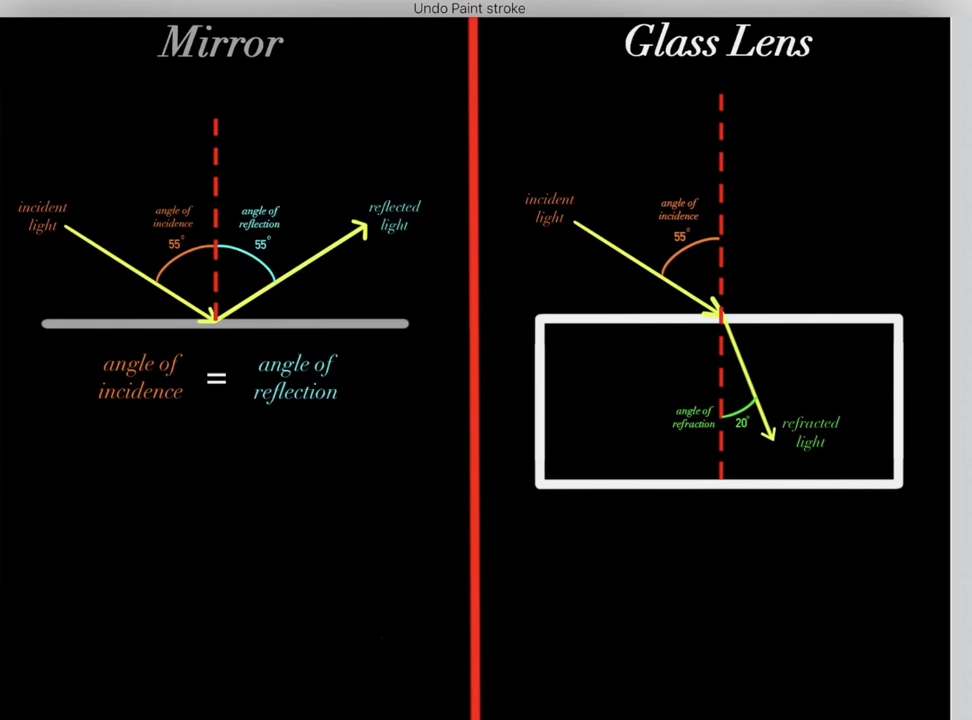 Undo Paint stroke
Mirror
incident
light
angle of
incidence
55°
angle of
reflection
55°
reflected
light
angle of
incidence
=
angle of
reflection
Glass Lens
incident
light
angle of
incidence
55°
angle of
refraction
20°
refracted
light